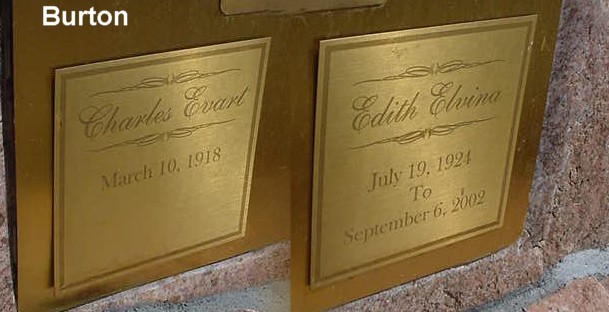 Burton
Charles Evart
March 10, 1918
Edith Elvina
July 19, 1924
To
September 6, 2002